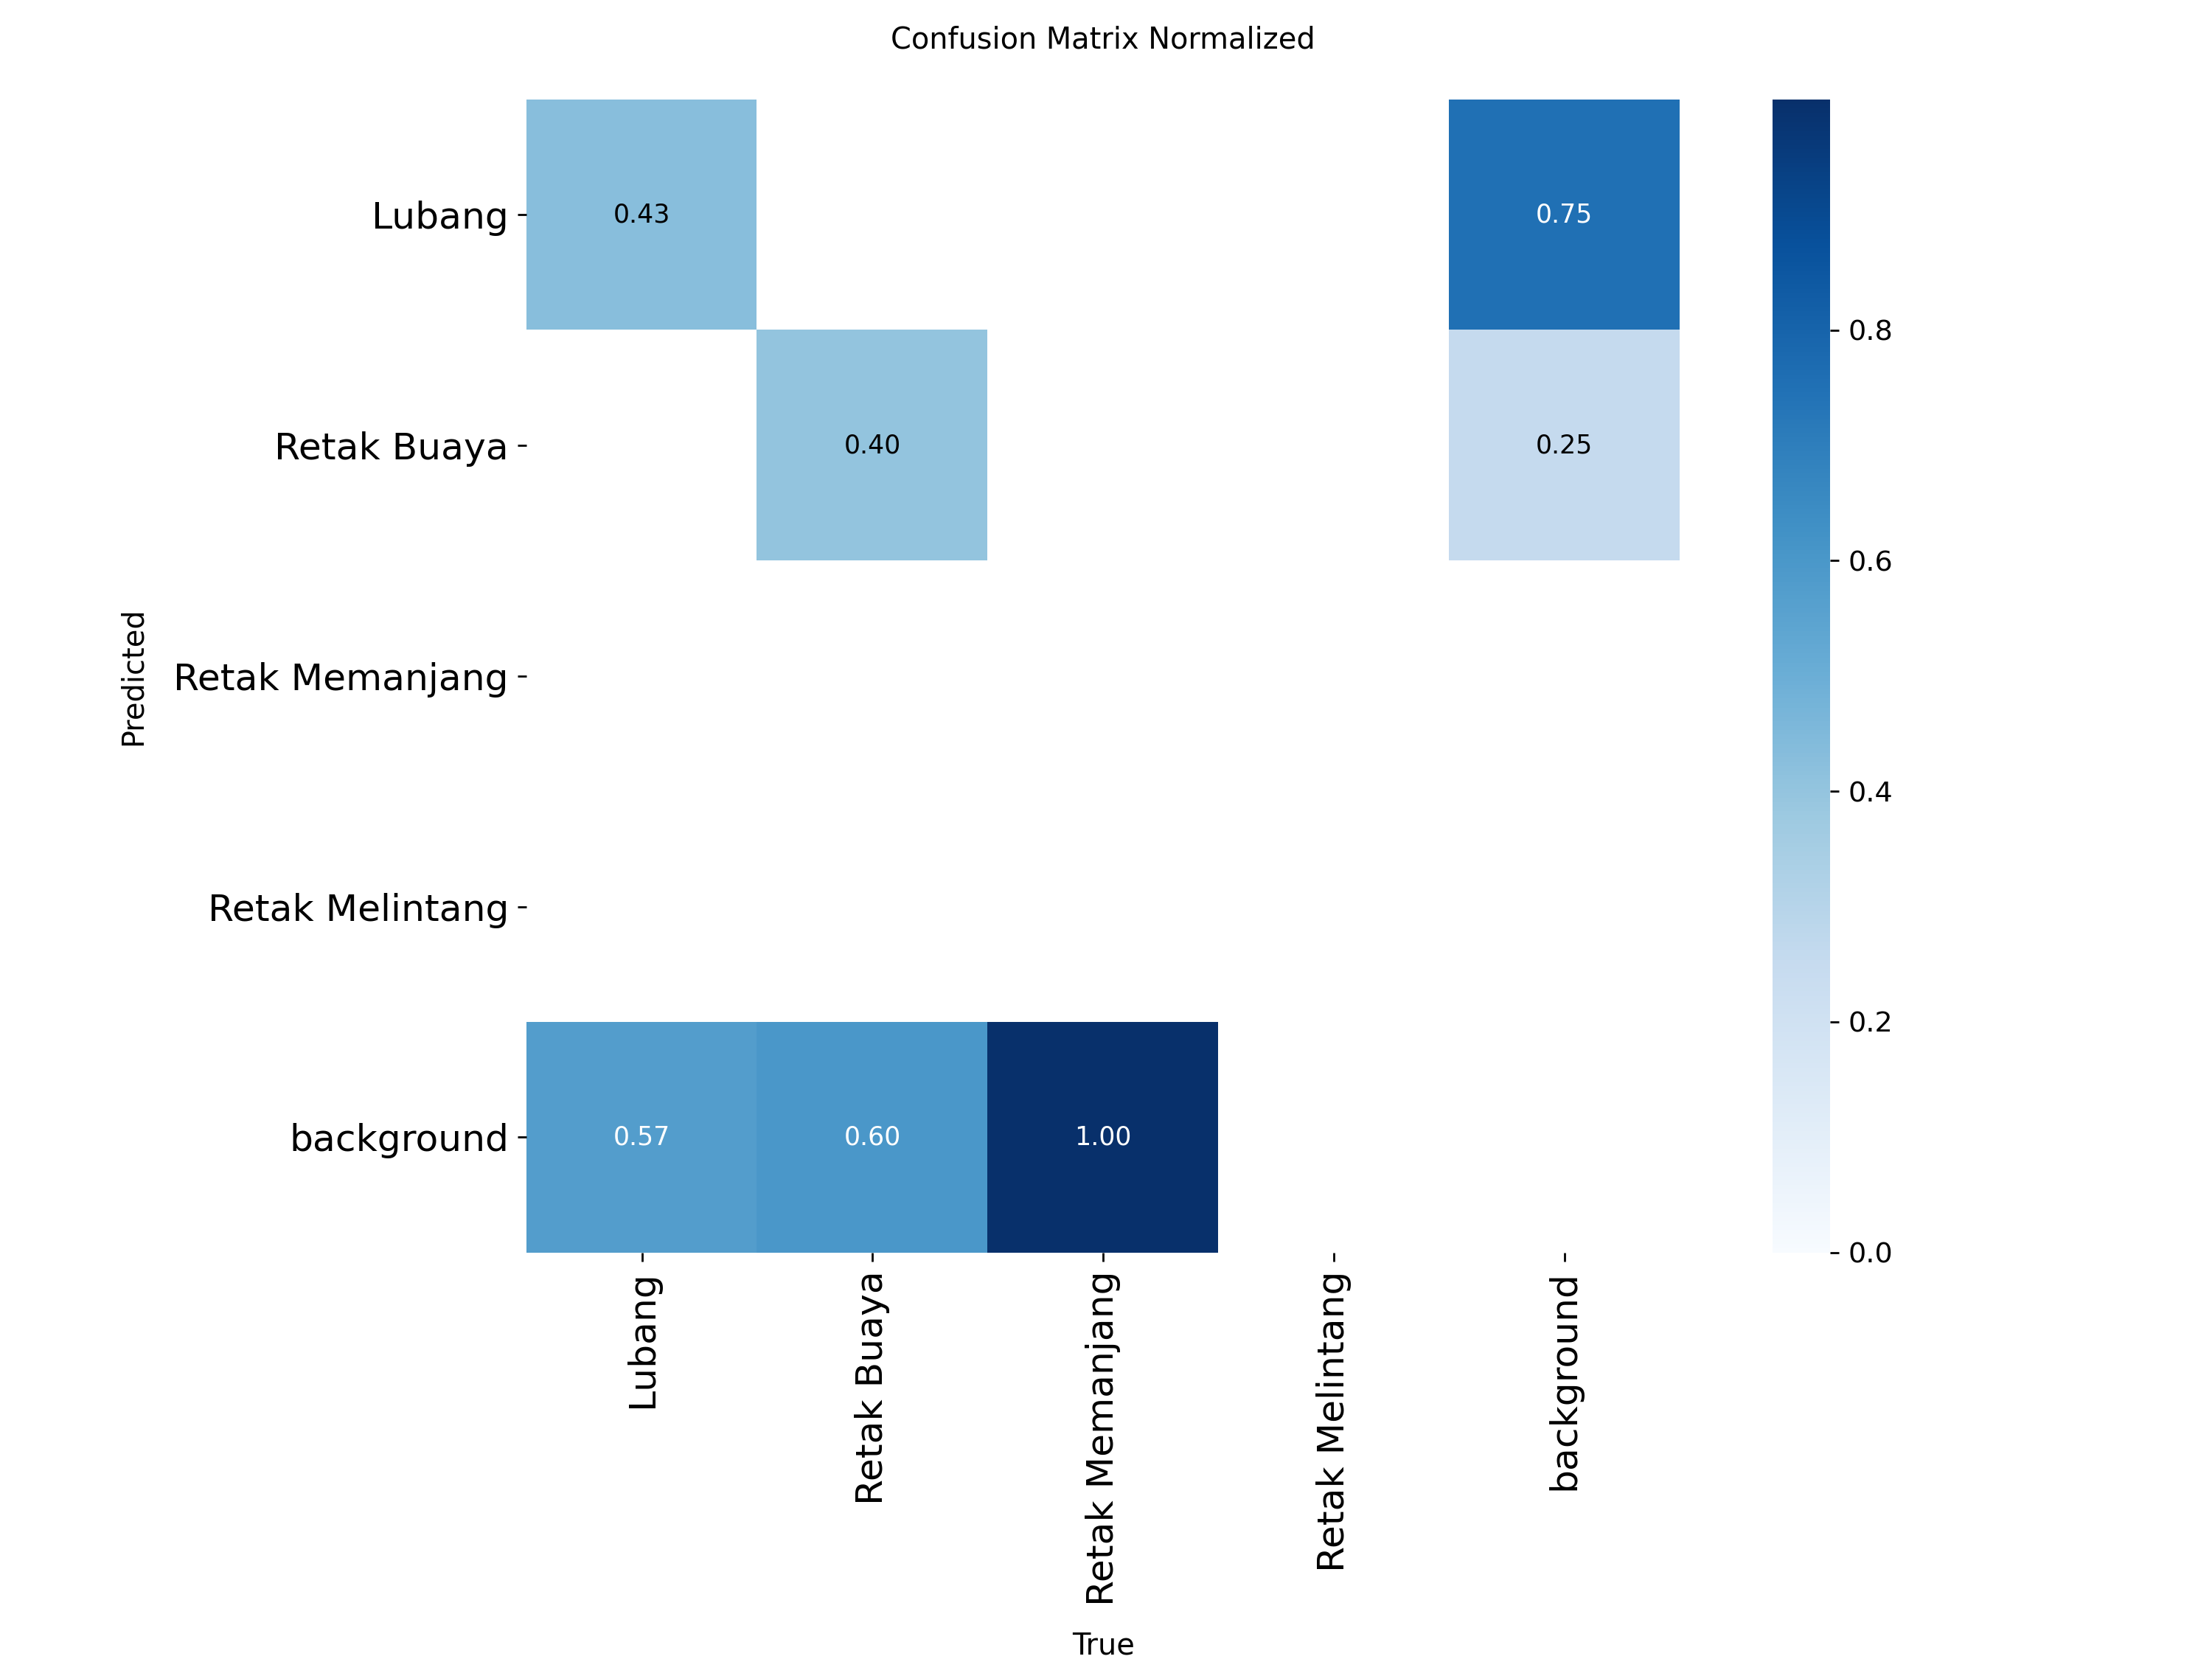 Confusion Matrix Normalized
Lubang
0.43
0.75
Retak Buaya
0.40
0.25
Retak Memanjang
Retak Melintang
background
0.57
0.60
1.00
Predicted
Lubang
Retak Buaya
Retak Memanjang
Retak Melintang
background
True
0.8
0.6
0.4
0.2
0.0